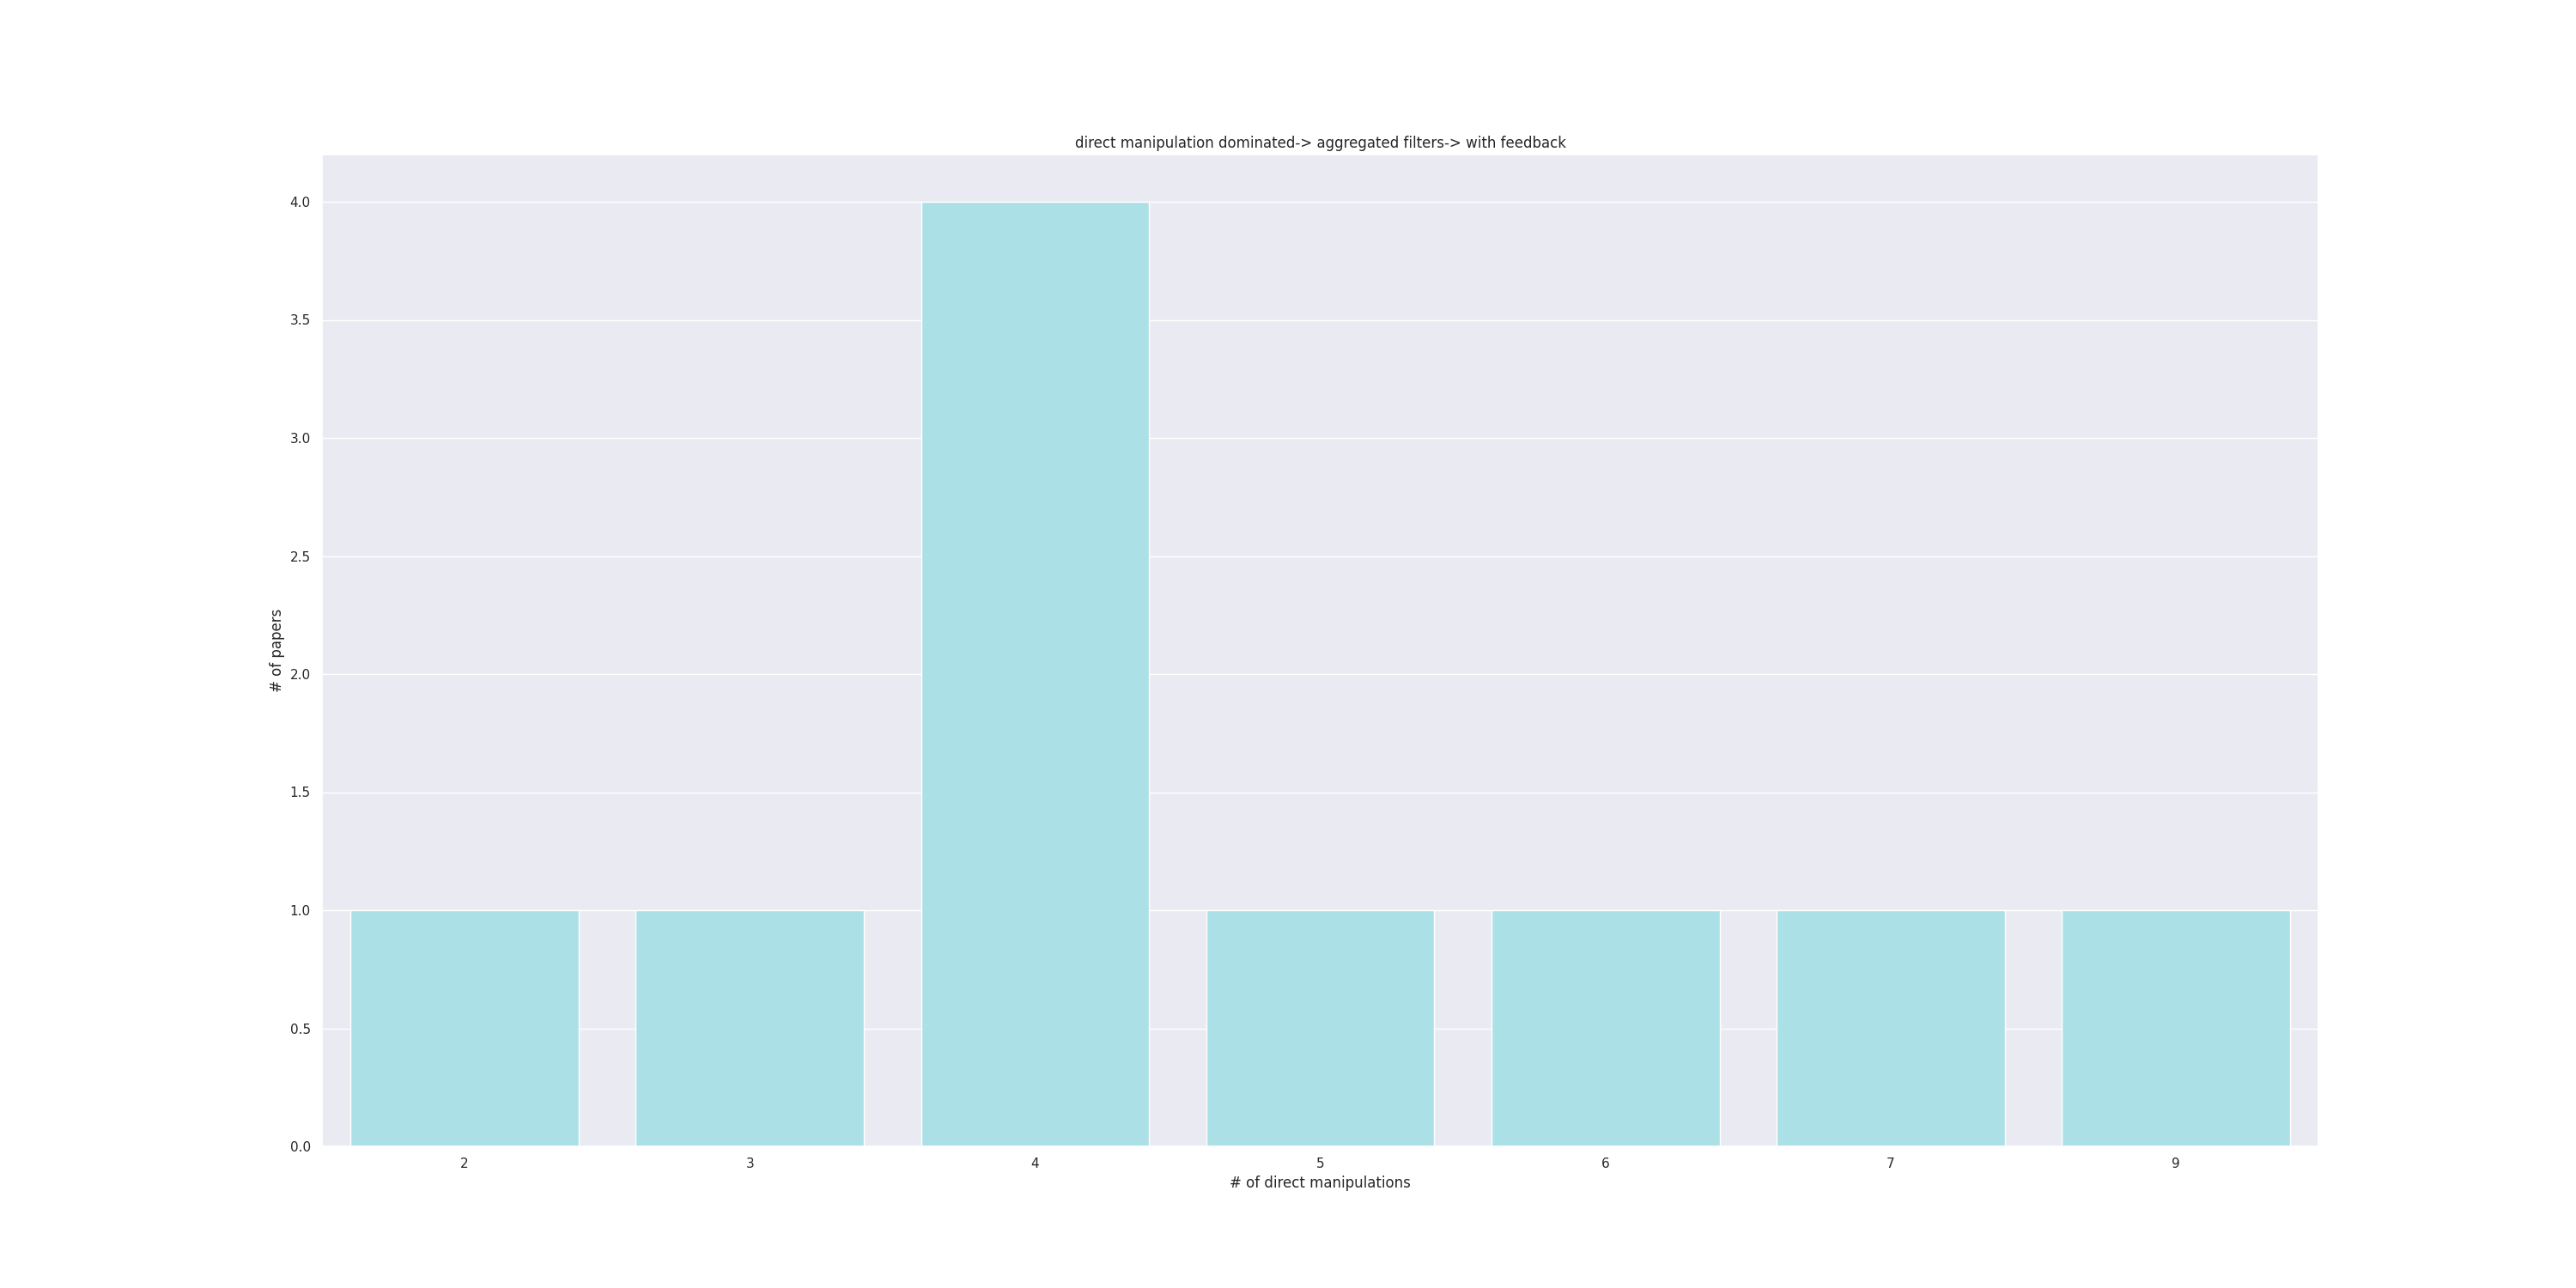 direct manipulation dominated-> aggregated filters-> with feedback
4.0
3.5
3.0
2.5
2.0
1.5
1.0
0.5
0.0
# of papers
2 3 4 5 6 7 9
# of direct manipulations